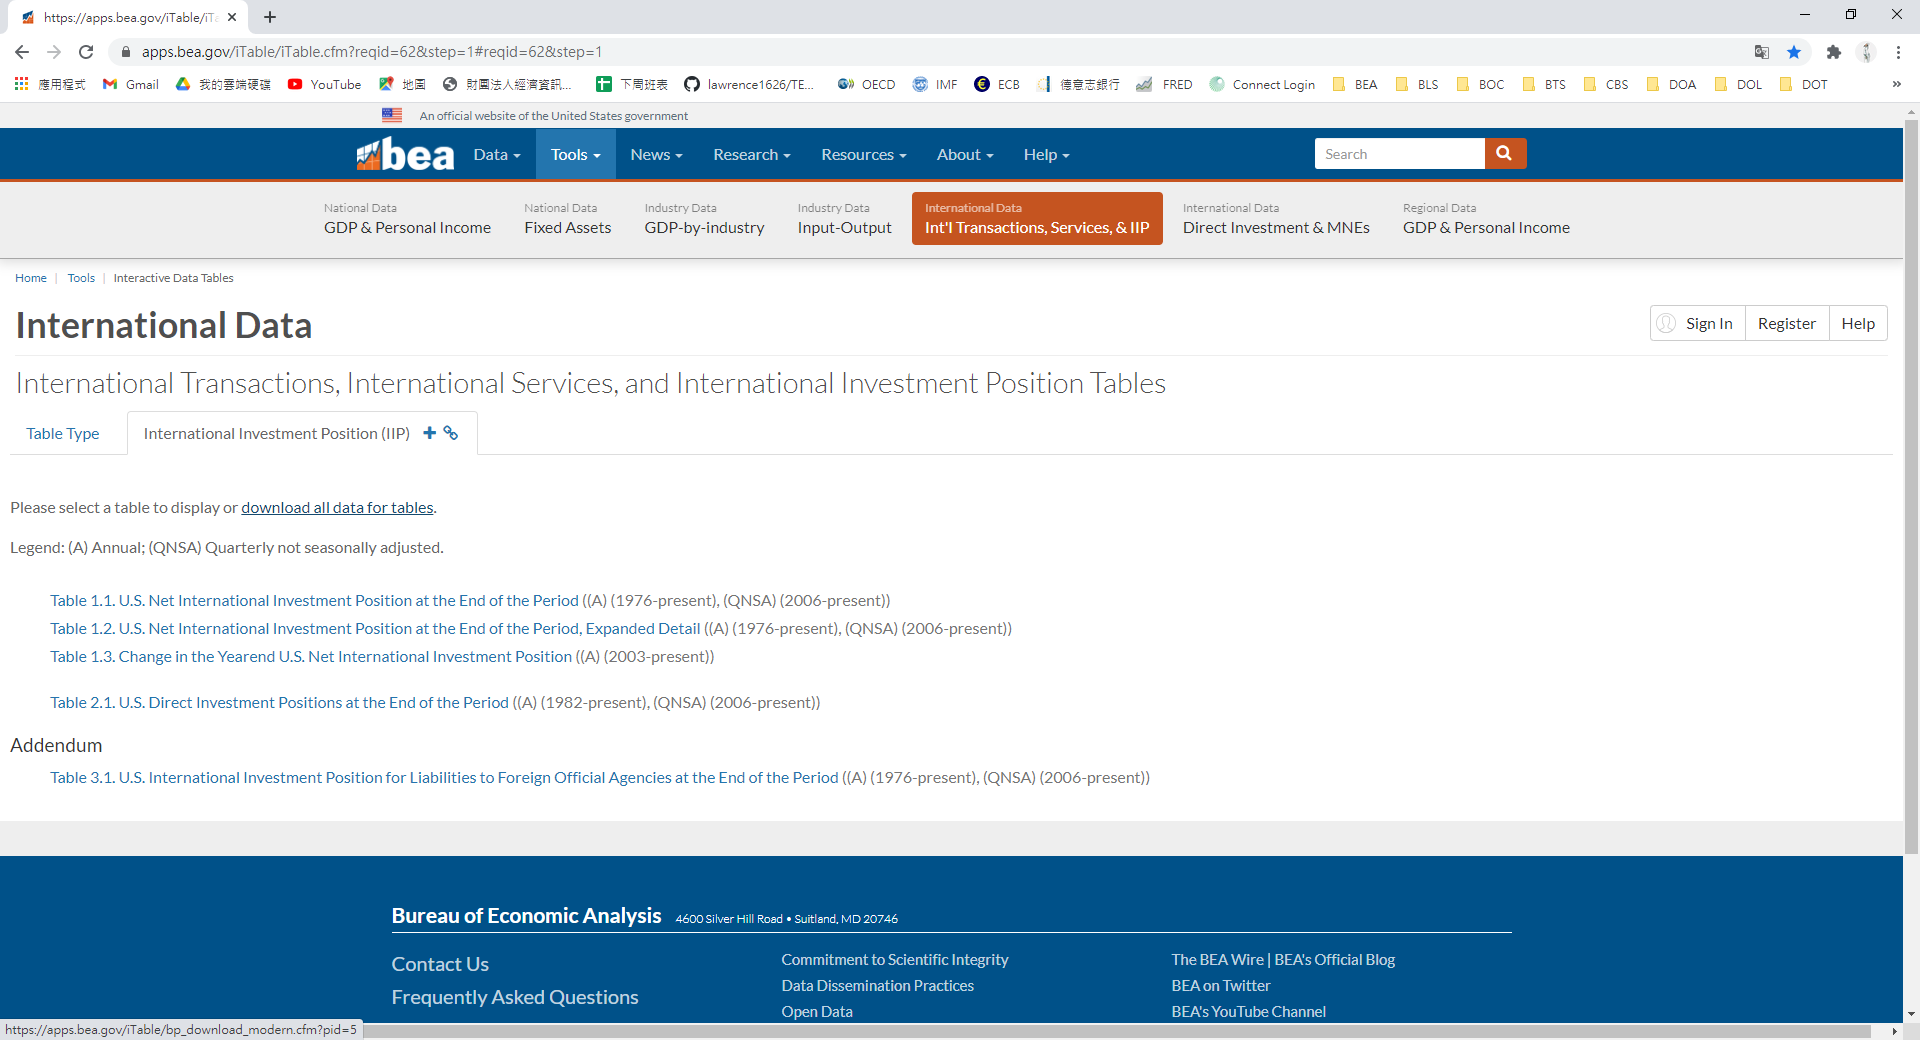 https://apps.bea.gov/iTable/iTa
apps.bea.gov/iTable/iTable.cfm?reqid=62&step=1#reqid=62&step=1
應用程式 Gmail 我的雲端硬碟 YouTube 地圖 財團法人經濟資訊... 下周班表 lawrence1626/TE... OECD IMF ECB 德意志銀行 FRED Connect Login BEA BLS BOC BTS CBS DOA DOL DOT »
An official website of the United States government
bea Data Tools News Research Resources About Help Search
National Data National Data Industry Data Industry Data International Data International Data Regional Data
GDP & Personal Income Fixed Assets GDP-by-industry Input-Output Int'l Transactions, Services, & IIP Direct Investment & MNEs GDP & Personal Income
Home | Tools | Interactive Data Tables
International Data
Sign In Register Help
International Transactions, International Services, and International Investment Position Tables
Table Type International Investment Position (IIP)
Please select a table to display or download all data for tables.
Legend: (A) Annual; (QNSA) Quarterly not seasonally adjusted.
Table 1.1. U.S. Net International Investment Position at the End of the Period ((A) (1976-present), (QNSA) (2006-present))
Table 1.2. U.S. Net International Investment Position at the End of the Period, Expanded Detail ((A) (1976-present), (QNSA) (2006-present))
Table 1.3. Change in the Yearend U.S. Net International Investment Position ((A) (2003-present))
Table 2.1. U.S. Direct Investment Positions at the End of the Period ((A) (1982-present), (QNSA) (2006-present))
Addendum
Table 3.1. U.S. International Investment Position for Liabilities to Foreign Official Agencies at the End of the Period ((A) (1976-present), (QNSA) (2006-present))
Bureau of Economic Analysis 4600 Silver Hill Road • Suitland, MD 20746
Contact Us
Frequently Asked Questions
Commitment to Scientific Integrity
Data Dissemination Practices
Open Data
The BEA Wire | BEA's Official Blog
BEA on Twitter
BEA's YouTube Channel
https://apps.bea.gov/iTable/bp_download_modern.cfm?pid=5